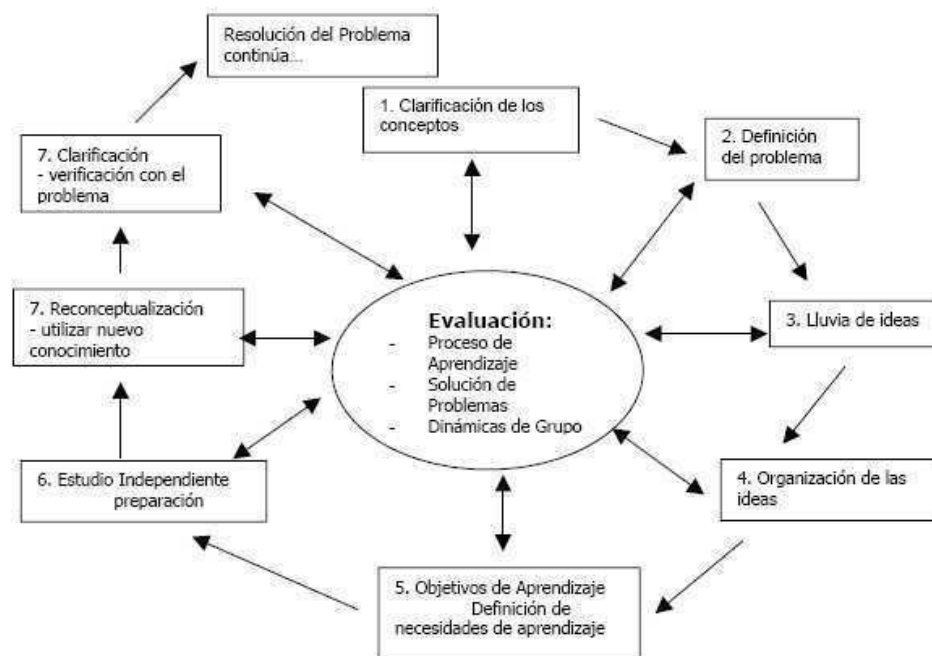 Resolución del Problema
continúa...
1. Clarificación de los
conceptos
2. Definición
del problema
3. Lluvia de ideas
4. Organización de las
ideas
5. Objetivos de Aprendizaje
Definición de
necesidades de aprendizaje
6. Estudio Independiente
preparación
7. Reconceptualización
- utilizar nuevo
conocimiento
7. Clarificación
- verificación con el
problema
Evaluación:
- Proceso de
Aprendizaje
- Solución de
Problemas
- Dinámicas de Grupo